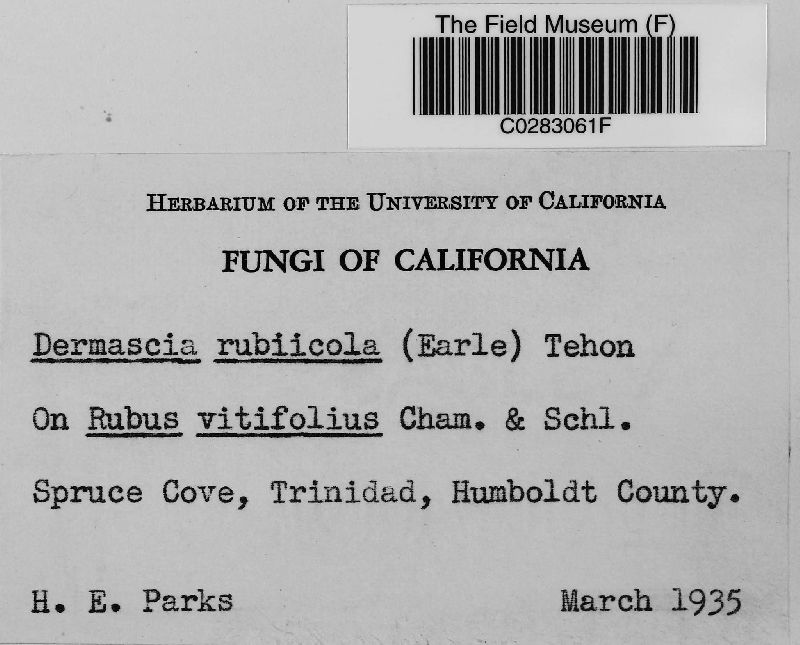 The Field Museum (F)
C0283061F
HERBARIUM OF THE UNIVERSITY OF CALIFORNIA
FUNGI OF CALIFORNIA
Dermascia rubiicola (Earle) Tehon
On Rubus vitifolius Cham. & Schl.
Spruce Cove, Trinidad, Humboldt County.
H. E. Parks March 1935